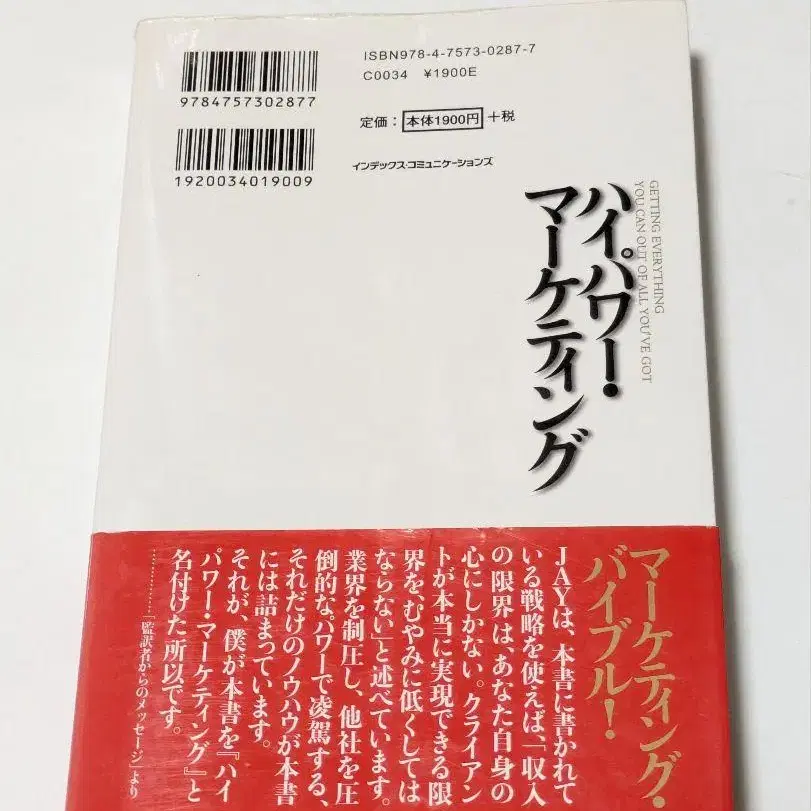 9784757302877
1920034019009
ISBN978-4-7573-0287-7
C0034 ¥1900E
定価：本体1900円+税
インデックス・コミュニケーションズ
GETTING EVERYTHING
YOU CAN OUT OF ALL YOU'VE GOT
ハイパワー・
マーケティング
マーケティング・
バイブル！
JAYは、本書に書かれて
いる戦略を使えば、「収入
の限界は、あなた自身の
心にしかない。クライアン
トが本当に実現できる限
界を、むやみに低くしては
ならない」と述べています。
業界を制圧し、他社を圧
倒的なパワーで凌駕する、
それだけのノウハウが本書
には詰まっています。
それが、僕が本書を『ハイ
パワー・マーケティング』と
名付けた所以です。
…………「監訳者からのメッセージ」より